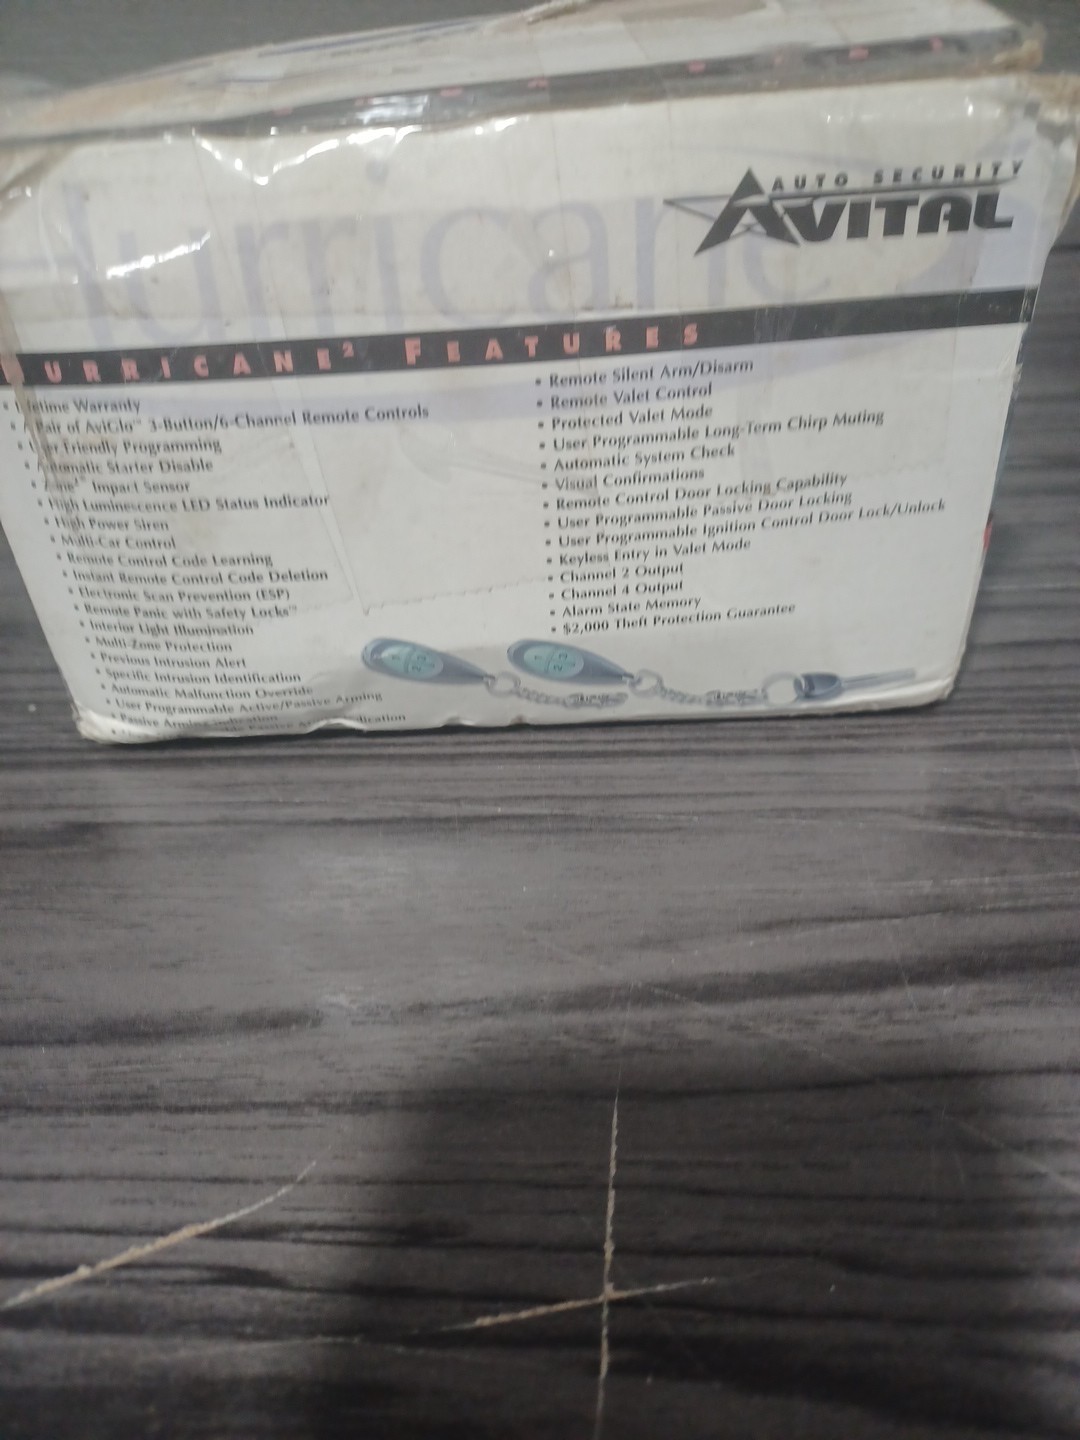 AUTO SECURITY
AVITAL
hurricane
HURRICANE² FEATURES
• Lifetime Warranty
• A Pair of AviGlo™ 3-Button/6-Channel Remote Controls
• User Friendly Programming
• Automatic Starter Disable
• Impact Sensor
• High Luminescence LED Status Indicator
• High Power Siren
• Multi-Car Control
• Remote Control Code Learning
• Instant Remote Control Code Deletion
• Electronic Scan Prevention (ESP)
• Remote Panic with Safety Locks™
• Interior Light Illumination
• Multi-Zone Protection
• Previous Intrusion Alert
• Specific Intrusion Identification
• Automatic Malfunction Override
• User Programmable Active/Passive Arming
• Passive Arming Indication
• Remote Silent Arm/Disarm
• Remote Valet Control
• Protected Valet Mode
• User Programmable Long-Term Chirp Muting
• Automatic System Check
• Visual Confirmations
• Remote Control Door Locking Capability
• User Programmable Passive Door Locking
• User Programmable Ignition Control Door Lock/Unlock
• Keyless Entry in Valet Mode
• Channel 2 Output
• Channel 4 Output
• Alarm State Memory
• $2,000 Theft Protection Guarantee